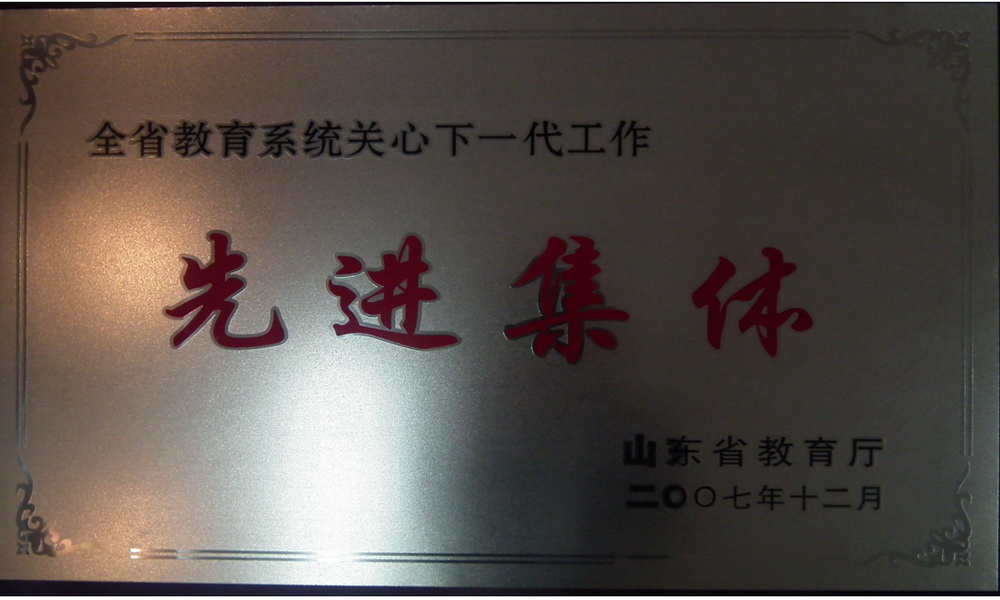 全省教育系统关心下一代工作
先进集体
山东省教育厅
二〇〇七年十二月